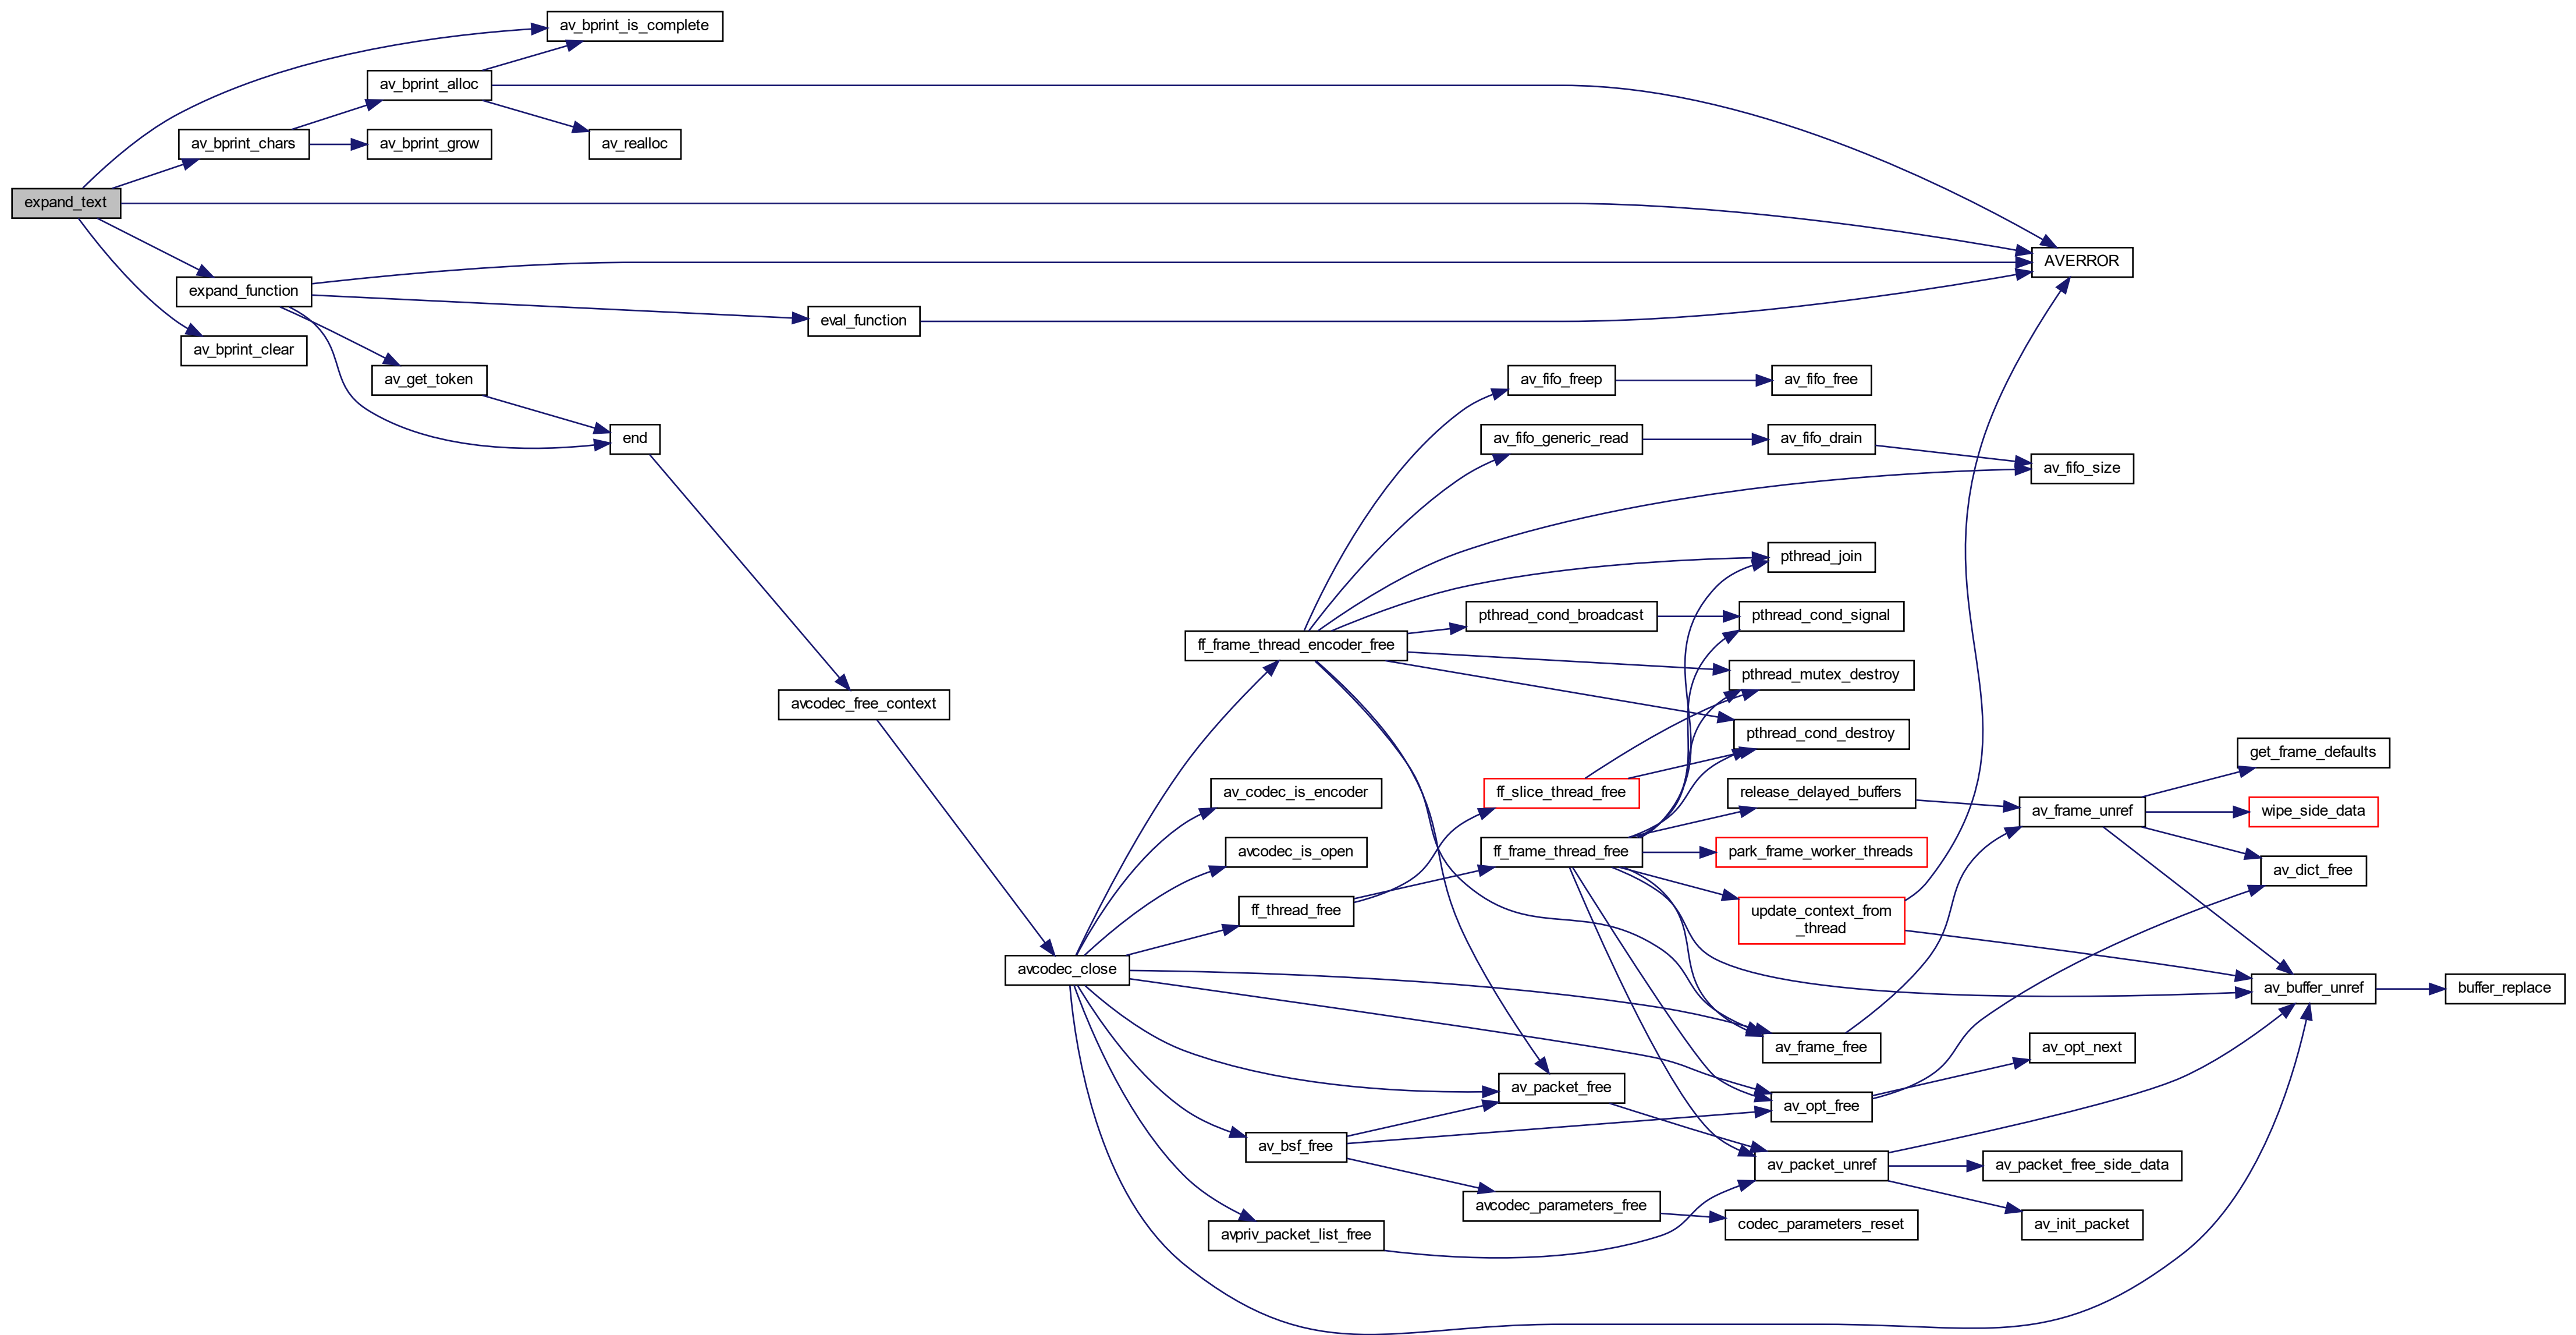 av_bprint_is_complete
av_bprint_alloc
av_bprint_chars
av_bprint_grow
av_realloc
expand_text
AVERROR
expand_function
eval_function
av_bprint_clear
av_get_token
av_fifo_freep
av_fifo_free
end
av_fifo_generic_read
av_fifo_drain
av_fifo_size
pthread_join
pthread_cond_broadcast
pthread_cond_signal
ff_frame_thread_encoder_free
pthread_mutex_destroy
avcodec_free_context
pthread_cond_destroy
get_frame_defaults
av_codec_is_encoder
ff_slice_thread_free
release_delayed_buffers
av_frame_unref
wipe_side_data
avcodec_is_open
ff_frame_thread_free
park_frame_worker_threads
av_dict_free
ff_thread_free
update_context_from
_thread
avcodec_close
av_buffer_unref
buffer_replace
av_frame_free
av_opt_next
av_packet_free
av_opt_free
av_bsf_free
av_packet_unref
av_packet_free_side_data
avcodec_parameters_free
codec_parameters_reset
av_init_packet
avpriv_packet_list_free